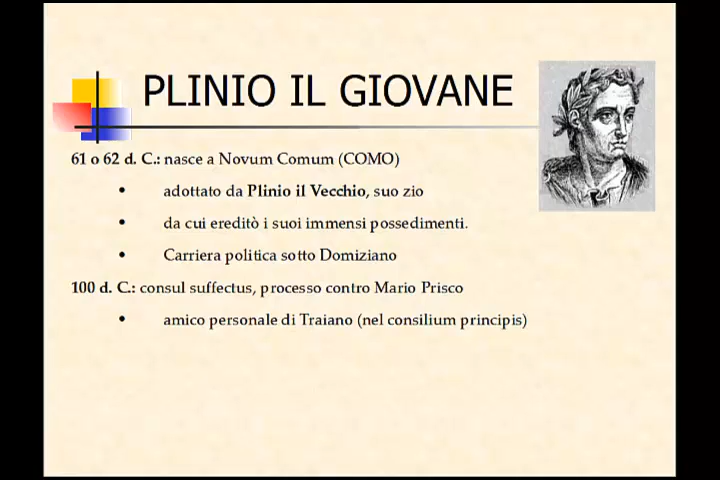 PLINIO IL GIOVANE
61 o 62 d. C.: nasce a Novum Comum (COMO)
• adottato da Plinio il Vecchio, suo zio
• da cui ereditò i suoi immensi possedimenti.
• Carriera politica sotto Domiziano
100 d. C.: consul suffectus, processo contro Mario Prisco
• amico personale di Traiano (nel consilium principis)